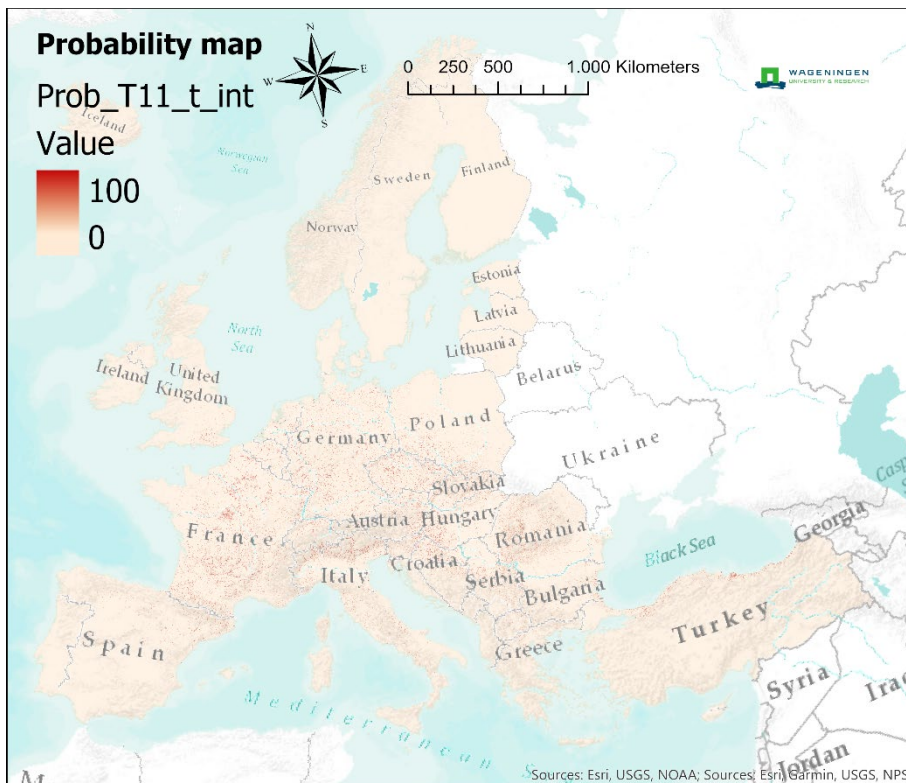 Probability map
Prob_T11_t_int
Value
100
0
N
W
E
S
0 250 500 1.000 Kilometers
WAGENINGEN
UNIVERSITY & RESEARCH
Iceland
Norwegian
Sea
Sweden
Finland
Norway
Estonia
Latvia
Lithuania
North
Sea
Ireland
United
Kingdom
Belarus
Poland
Germany
Ukraine
Slovakia
Austria
Hungary
France
Romania
Croatia
Italy
Serbia
Bulgaria
Black Sea
Georgia
Casp
Spain
Turkey
Greece
Syria
Iraq
Mediterranean S
Jordan
M
Sources: Esri, USGS, NOAA; Sources: Esri, Garmin, USGS, NPS